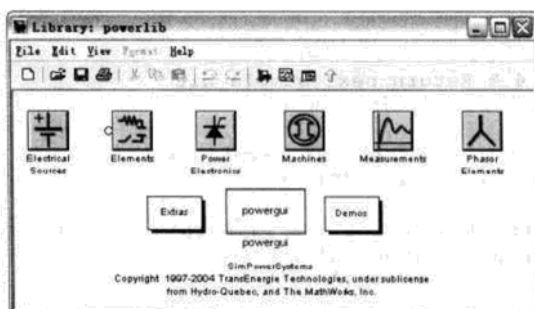 Library: powerlib
File Edit View Format Help
Electrical Sources
Elements
Power Electronics
Machines
Measurements
Phasor Elements
Extras
powergui
Demos
powergui
SimPowerSystems
Copyright 1997-2004 TransEnergie Technologies, under sublicense
from Hydro-Quebec, and The MathWorks, Inc.